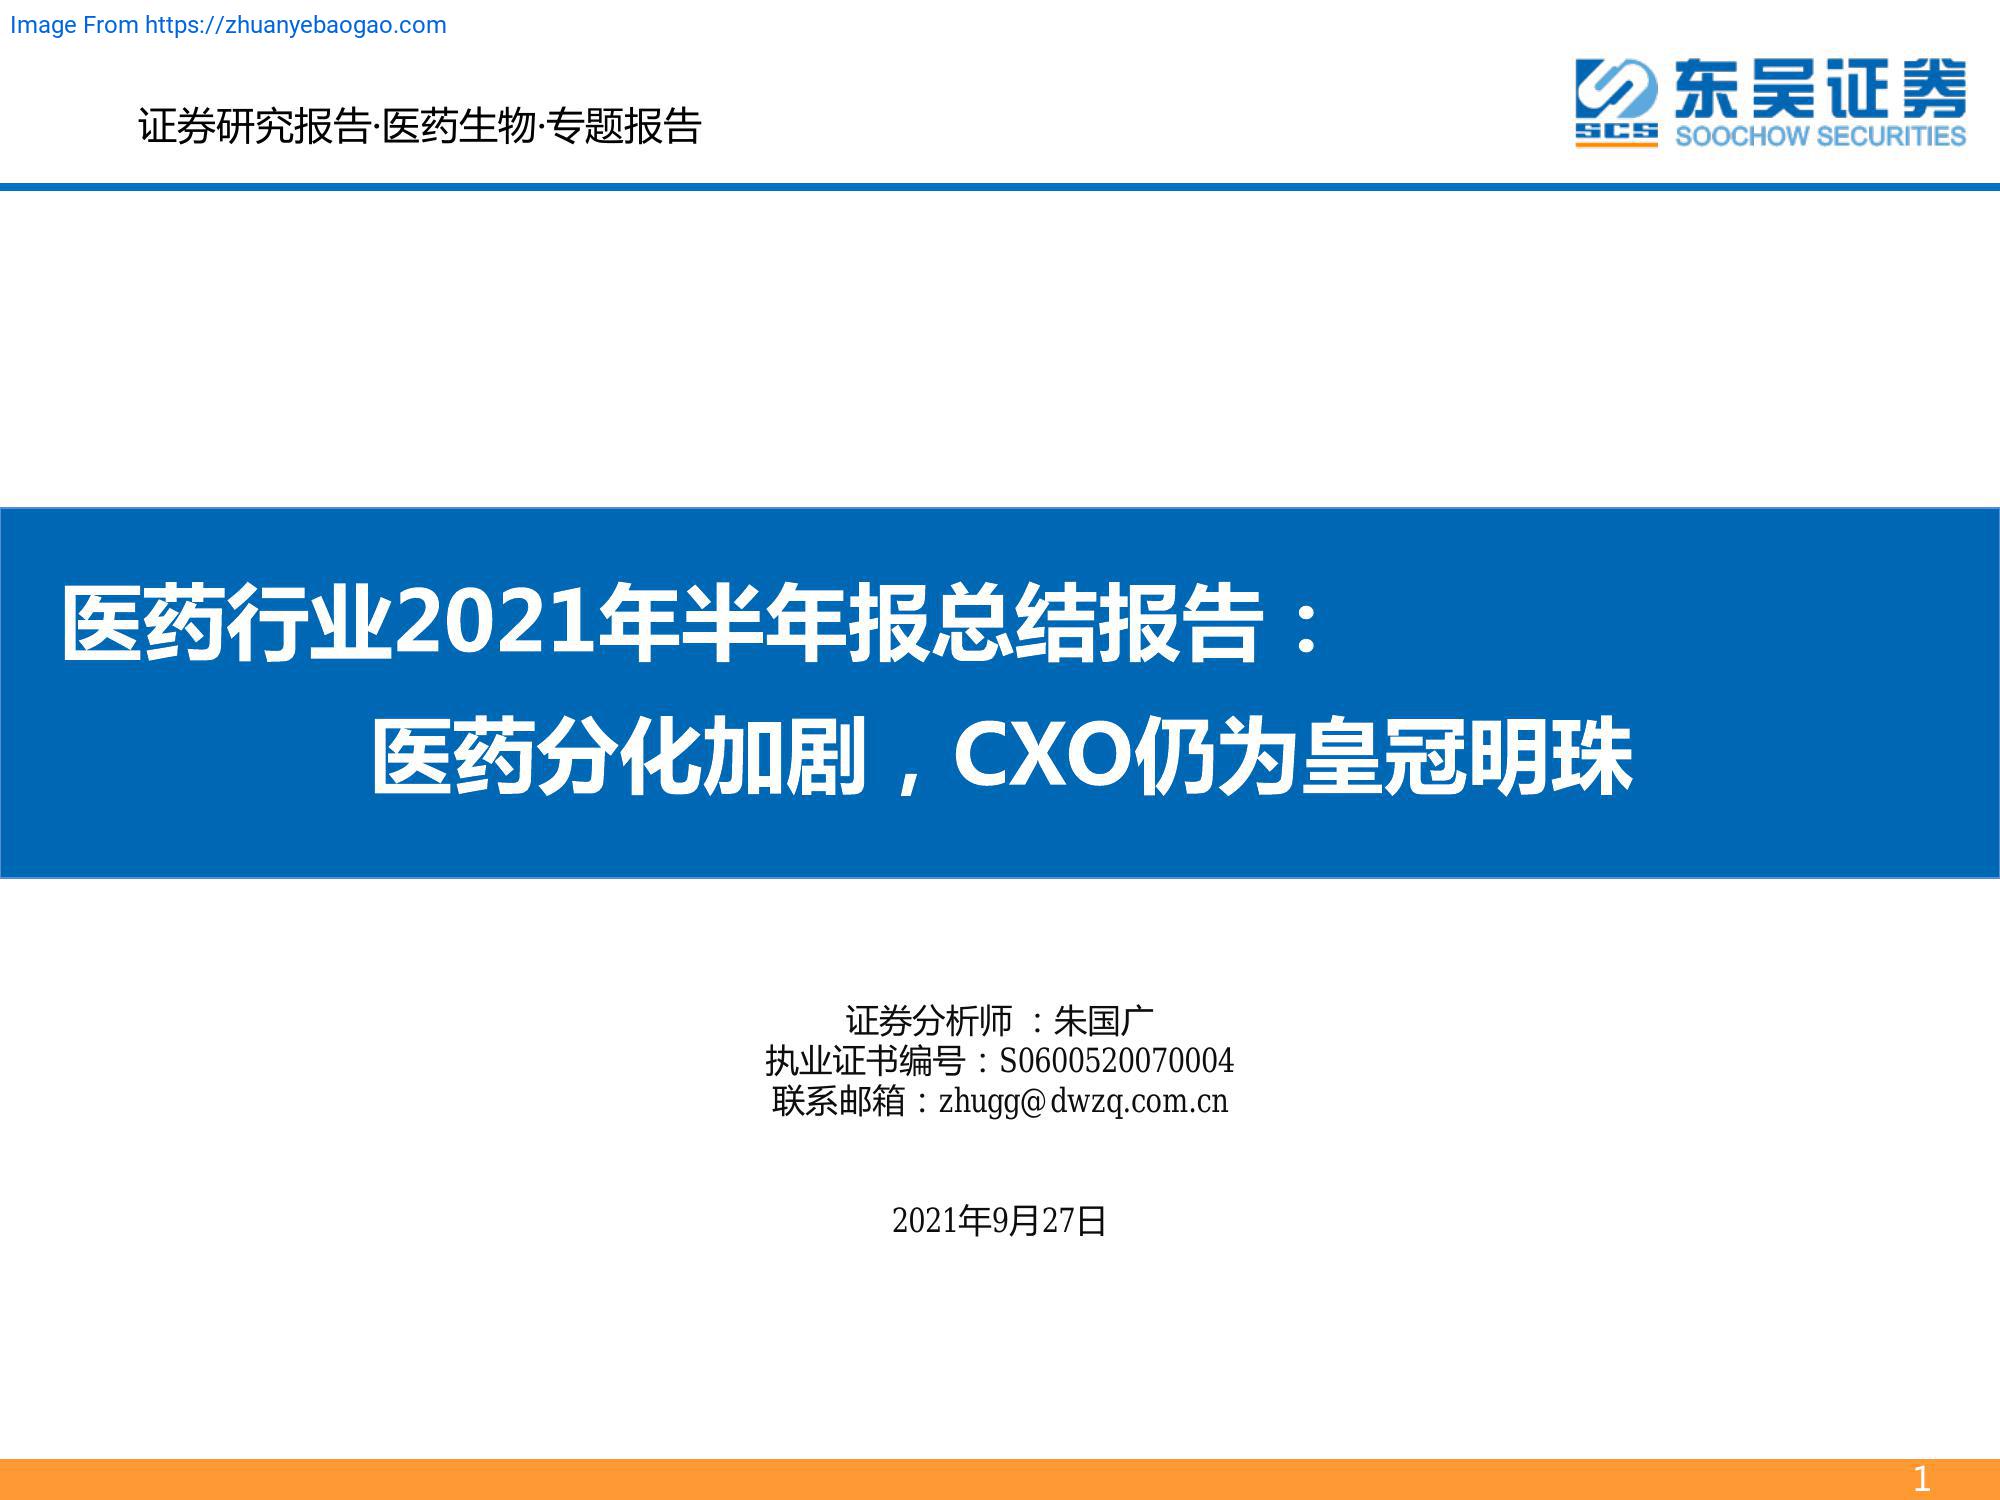 Image From https://zhuanyebaogao.com
东吴证券
SCS
SOOCHOW SECURITIES
证券研究报告·医药生物·专题报告
医药行业2021年半年报总结报告：
医药分化加剧，CXO仍为皇冠明珠
证券分析师 ：朱国广
执业证书编号：S0600520070004
联系邮箱：zhugg@dwzq.com.cn
2021年9月27日
1